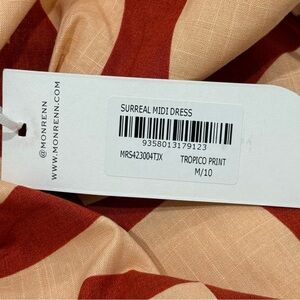 @MONRENN
WWW.MONRENN.COM
SURREAL MIDI DRESS
9358013179123
MRS423004TJX TROPICO PRINT
M/10